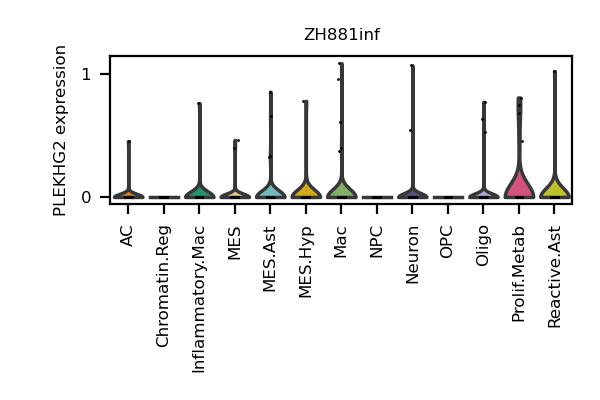 ZH881inf
PLEKHG2 expression
1
0
AC
Chromatin.Reg
Inflammatory.Mac
MES
MES.Ast
MES.Hyp
Mac
NPC
Neuron
OPC
Oligo
Prolif.Metab
Reactive.Ast